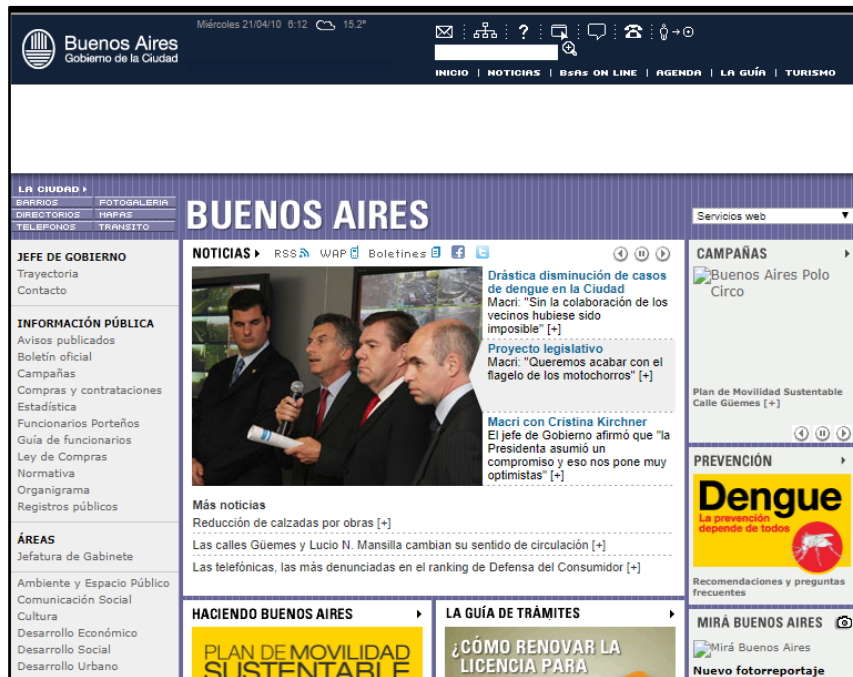 Buenos Aires
Gobierno de la Ciudad
Miércoles 21/04/10 6:12 15.2°
INICIO | NOTICIAS | BsAs ON LINE | AGENDA | LA GUÍA | TURISMO
LA CIUDAD
BARRIOS FOTOGALERIA
DIRECTORIOS MAPAS
TELEFONOS TRANSITO
BUENOS AIRES
Servicios web
JEFE DE GOBIERNO
Trayectoria
Contacto
INFORMACIÓN PÚBLICA
Avisos publicados
Boletín oficial
Campañas
Compras y contrataciones
Estadística
Funcionarios Porteños
Guía de funcionarios
Ley de Compras
Normativa
Organigrama
Registros públicos
ÁREAS
Jefatura de Gabinete
Ambiente y Espacio Público
Comunicación Social
Cultura
Desarrollo Económico
Desarrollo Social
Desarrollo Urbano
NOTICIAS RSS WAP Boletines
Drástica disminución de casos
de dengue en la Ciudad
Macri: "Sin la colaboración de los
vecinos hubiese sido
imposible" [+]
Proyecto legislativo
Macri: "Queremos acabar con el
flagelo de los motochorros" [+]
Macri con Cristina Kirchner
El jefe de Gobierno afirmó que "la
Presidenta asumió un
compromiso y eso nos pone muy
optimistas" [+]
Más noticias
Reducción de calzadas por obras [+]
Las calles Güemes y Lucio N. Mansilla cambian su sentido de circulación [+]
Las telefónicas, las más denunciadas en el ranking de Defensa del Consumidor [+]
HACIENDO BUENOS AIRES
PLAN DE MOVILIDAD
SUSTENTABLE
LA GUÍA DE TRÁMITES
¿CÓMO RENOVAR LA
LICENCIA PARA
CAMPAÑAS
Buenos Aires Polo
Circo
Plan de Movilidad Sustentable
Calle Güemes [+]
PREVENCIÓN
Dengue
La prevención
depende de todos
Recomendaciones y preguntas
frecuentes
MIRÁ BUENOS AIRES
Mirá Buenos Aires
Nuevo fotorreportaje